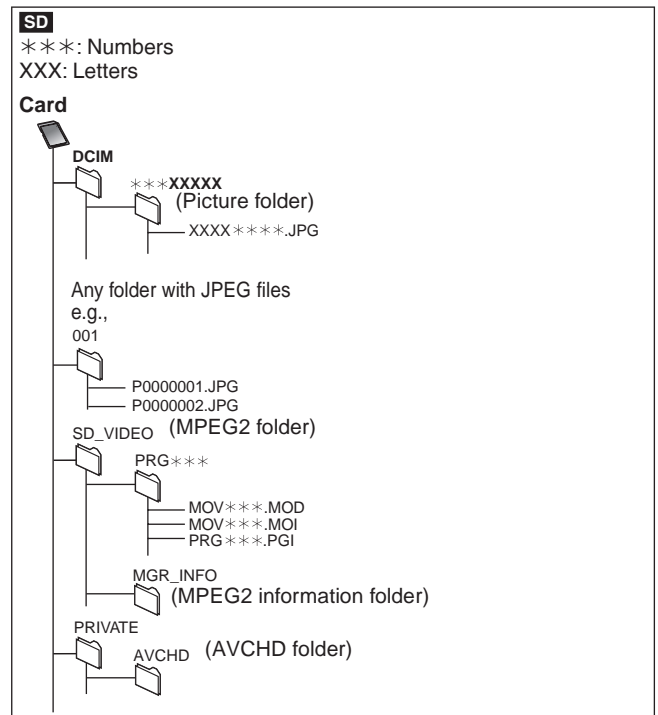 SD
✳✳✳: Numbers
XXX: Letters
Card
DCIM
✳✳✳XXXXX
(Picture folder)
XXXX✳✳✳✳.JPG
Any folder with JPEG files
e.g.,
001
P0000001.JPG
P0000002.JPG
SD_VIDEO (MPEG2 folder)
PRG✳✳✳
MOV✳✳✳.MOD
MOV✳✳✳.MOI
PRG✳✳✳.PGI
MGR_INFO
(MPEG2 information folder)
PRIVATE
AVCHD (AVCHD folder)